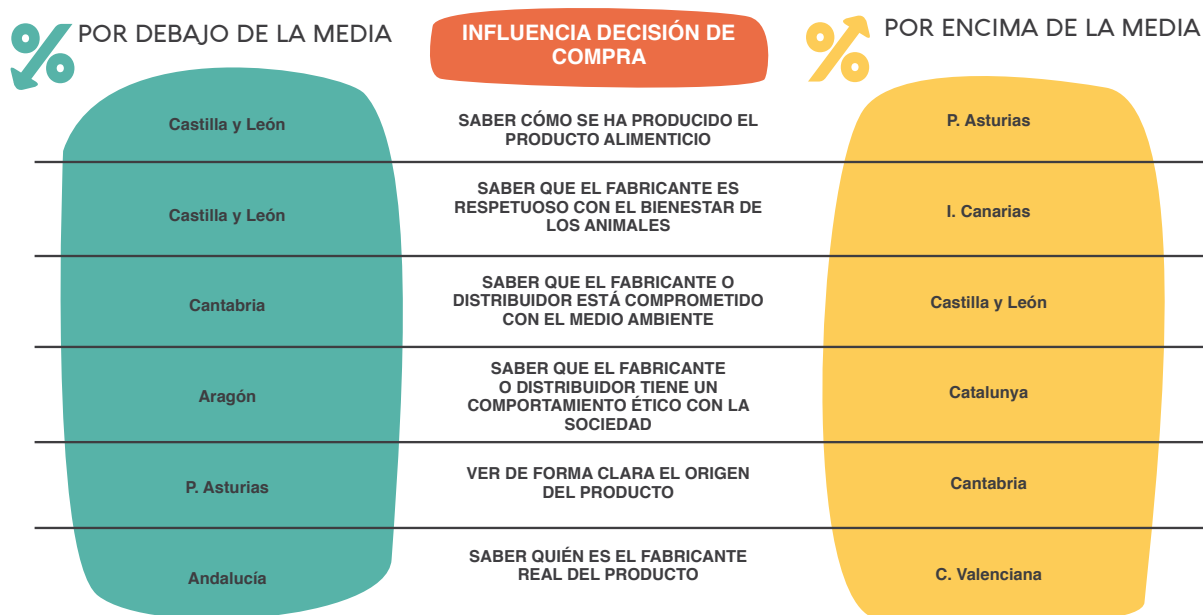 POR DEBAJO DE LA MEDIA
INFLUENCIA DECISIÓN DE
COMPRA
POR ENCIMA DE LA MEDIA
Castilla y León
SABER CÓMO SE HA PRODUCIDO EL
PRODUCTO ALIMENTICIO
P. Asturias
Castilla y León
SABER QUE EL FABRICANTE ES
RESPETUOSO CON EL BIENESTAR DE
LOS ANIMALES
I. Canarias
Cantabria
SABER QUE EL FABRICANTE O
DISTRIBUIDOR ESTÁ COMPROMETIDO
CON EL MEDIO AMBIENTE
Castilla y León
Aragón
SABER QUE EL FABRICANTE
O DISTRIBUIDOR TIENE UN
COMPORTAMIENTO ÉTICO CON LA
SOCIEDAD
Catalunya
P. Asturias
VER DE FORMA CLARA EL ORIGEN
DEL PRODUCTO
Cantabria
Andalucía
SABER QUIÉN ES EL FABRICANTE
REAL DEL PRODUCTO
C. Valenciana